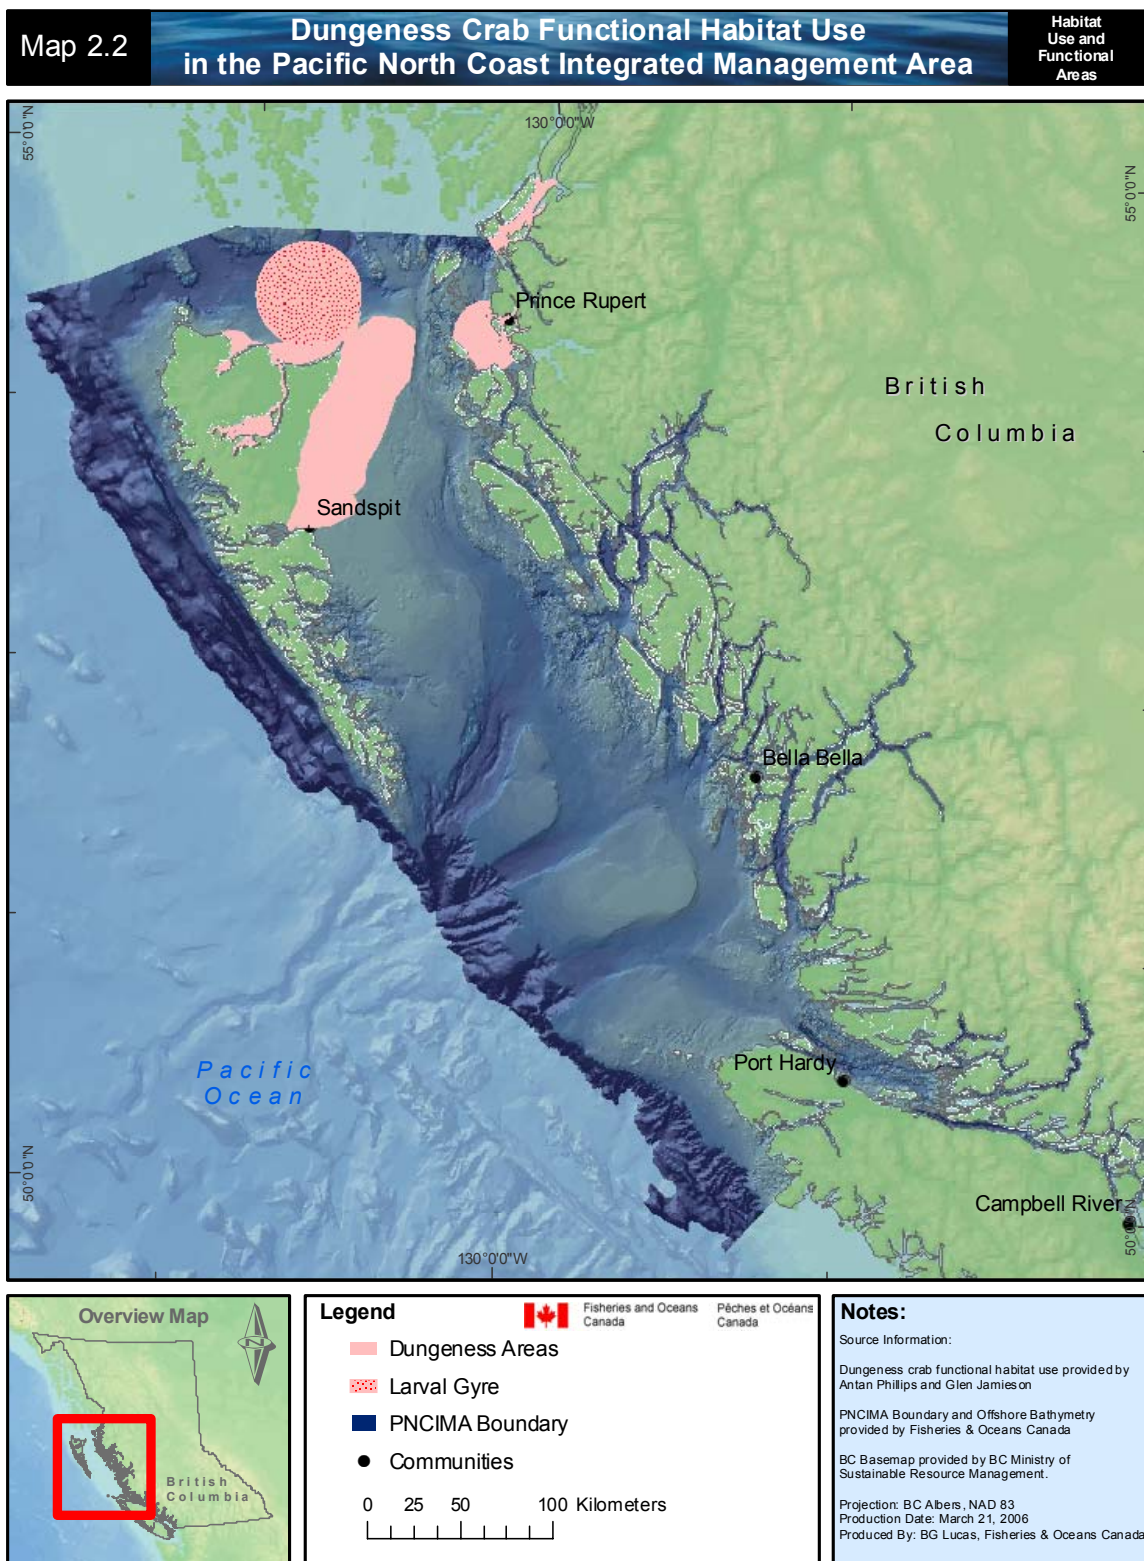 Map 2.2
Dungeness Crab Functional Habitat Use
in the Pacific North Coast Integrated Management Area
Habitat
Use and
Functional
Areas
55°0'0"N
130°0'0"W
55°0'0"N
Prince Rupert
British
Columbia
Sandspit
Bella Bella
Pacific
Ocean
Port Hardy
50°0'0"N
Campbell River
50°0'0"N
130°0'0"W
Overview Map
N
British
Columbia
Legend
Fisheries and Oceans
Canada
Pêches et Océans
Canada
Dungeness Areas
Larval Gyre
PNCIMA Boundary
Communities
0 25 50 100 Kilometers
Notes:
Source Information:
Dungeness crab functional habitat use provided by
Antan Phillips and Glen Jamieson
PNCIMA Boundary and Offshore Bathymetry
provided by Fisheries & Oceans Canada
BC Basemap provided by BC Ministry of
Sustainable Resource Management.
Projection: BC Albers, NAD 83
Production Date: March 21, 2006
Produced By: BG Lucas, Fisheries & Oceans Canada